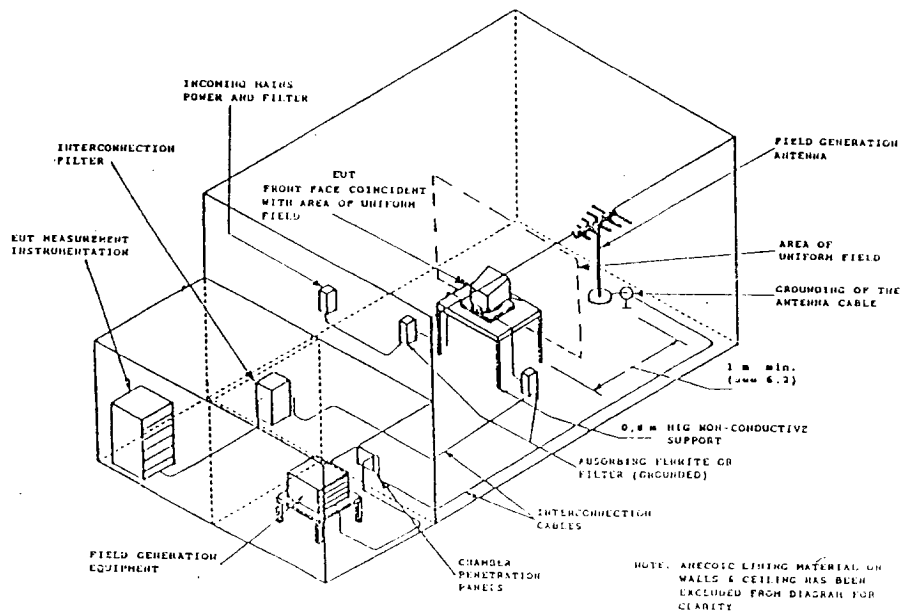 INCOMING MAINS
POWER AND FILTER
INTERCONNECTION
FILTER
EUT MEASUREMENT
INSTRUMENTATION
EUT
FRONT FACE COINCIDENT
WITH AREA OF UNIFORM
FIELD
FIELD GENERATION
ANTENNA
AREA OF
UNIFORM FIELD
GROUNDING OF THE
ANTENNA CABLE
1 m min.
(see 6.2)
0,8 m HIG NON-CONDUCTIVE
SUPPORT
ABSORBING FERRITE OR
FILTER (GROUNDED)
INTERCONNECTION
CABLES
CHAMBER
PENETRATION
PANELS
FIELD GENERATION
EQUIPMENT
NOTE: ANECOIC LINING MATERIAL ON
WALLS & CEILING HAS BEEN
EXCLUDED FROM DIAGRAM FOR
CLARITY